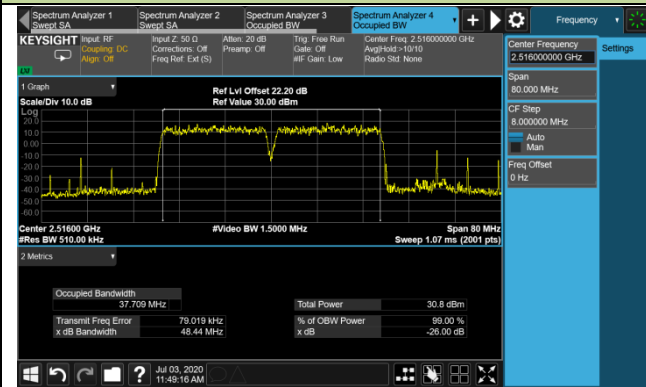 Spectrum Analyzer 1
Swept SA
Spectrum Analyzer 2
Swept SA
Spectrum Analyzer 3
Occupied BW
Spectrum Analyzer 4
Occupied BW
Frequency
KEYSIGHT
Input: RF
Coupling: DC
Align: Off
Input Z: 50 Ω
Corrections: Off
Freq Ref: Ext (S)
Atten: 20 dB
Preamp: Off
Trig: Free Run
Gate: Off
#IF Gain: Low
Center Freq: 2.516000000 GHz
Avg|Hold:>10/10
Radio Std: None
LV
1 Graph
Scale/Div 10.0 dB
Ref Lvl Offset 22.20 dB
Ref Value 30.00 dBm
Log
20.0
10.0
0.00
-10.0
-20.0
-30.0
-40.0
-50.0
-60.0
Center 2.51600 GHz
#Res BW 510.00 kHz
#Video BW 1.5000 MHz
Span 80 MHz
Sweep 1.07 ms (2001 pts)
2 Metrics
Occupied Bandwidth
37.709 MHz
Transmit Freq Error 79.019 kHz
x dB Bandwidth 48.44 MHz
Total Power 30.8 dBm
% of OBW Power 99.00 %
x dB -26.00 dB
Jul 03, 2020
11:49:16 AM
Center Frequency
2.516000000 GHz
Settings
Span
80.000 MHz
CF Step
8.000000 MHz
Auto
Man
Freq Offset
0 Hz